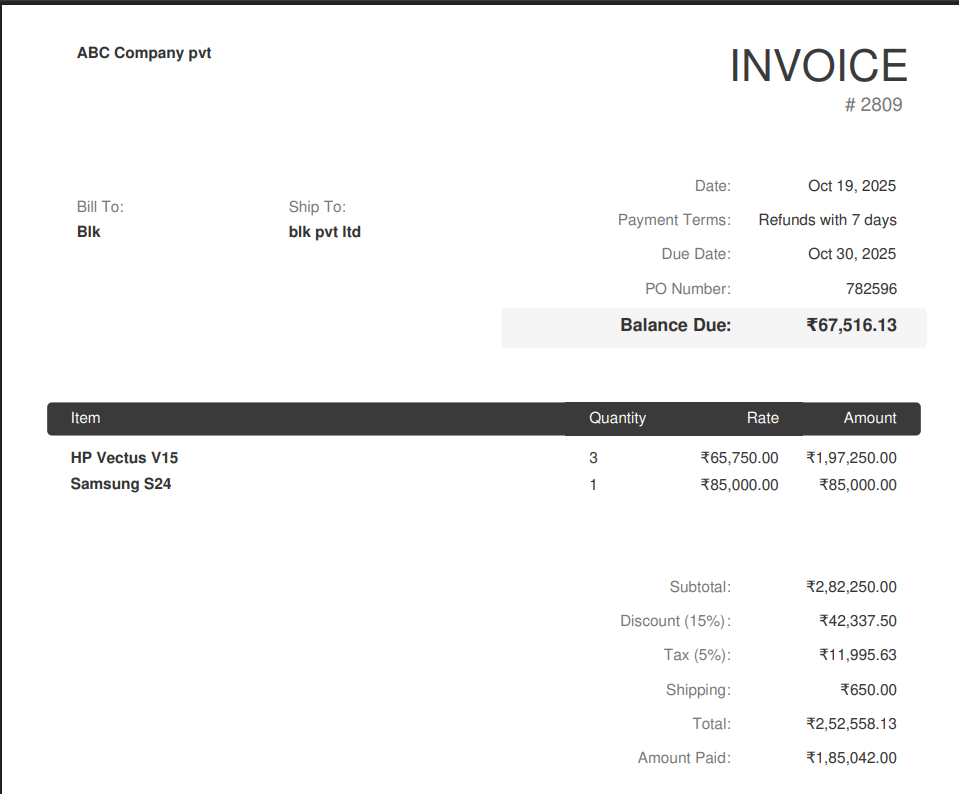 ABC Company pvt
INVOICE
# 2809
Bill To:
Blk
Ship To:
blk pvt ltd
Date: Oct 19, 2025
Payment Terms: Refunds with 7 days
Due Date: Oct 30, 2025
PO Number: 782596
Balance Due: ₹67,516.13
Item Quantity Rate Amount
HP Vectus V15 3 ₹65,750.00 ₹1,97,250.00
Samsung S24 1 ₹85,000.00 ₹85,000.00
Subtotal: ₹2,82,250.00
Discount (15%): ₹42,337.50
Tax (5%): ₹11,995.63
Shipping: ₹650.00
Total: ₹2,52,558.13
Amount Paid: ₹1,85,042.00